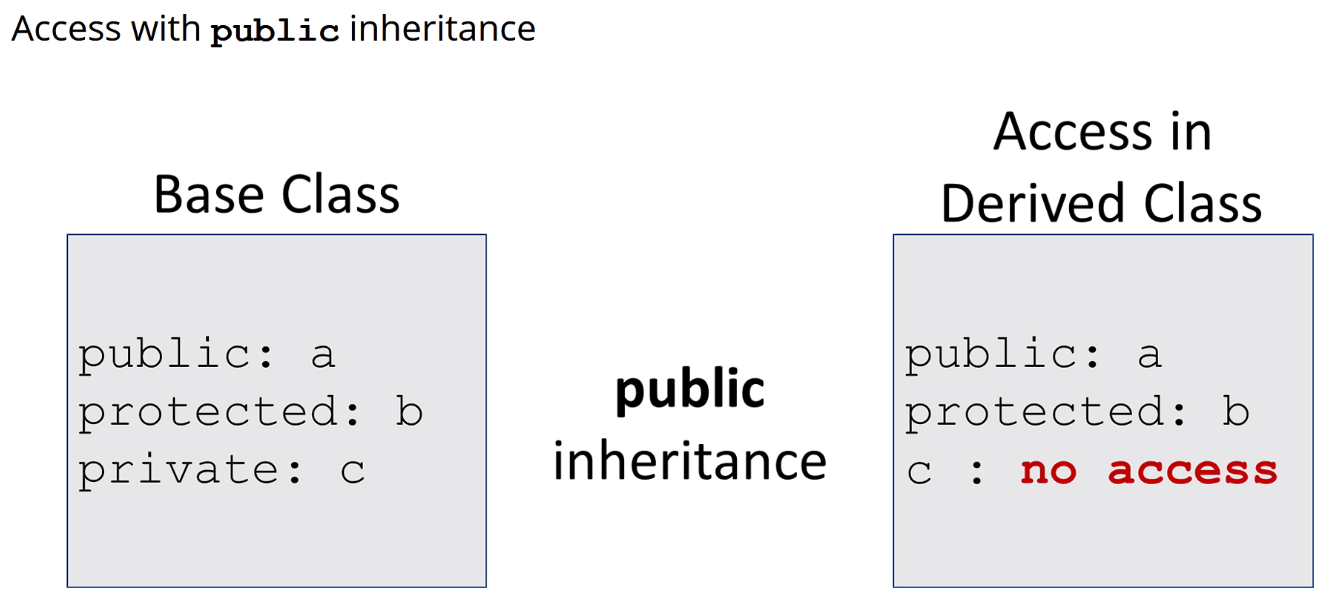 Access with public inheritance
Base Class
public: a
protected: b
private: c
public
inheritance
Access in
Derived Class
public: a
protected: b
c : no access